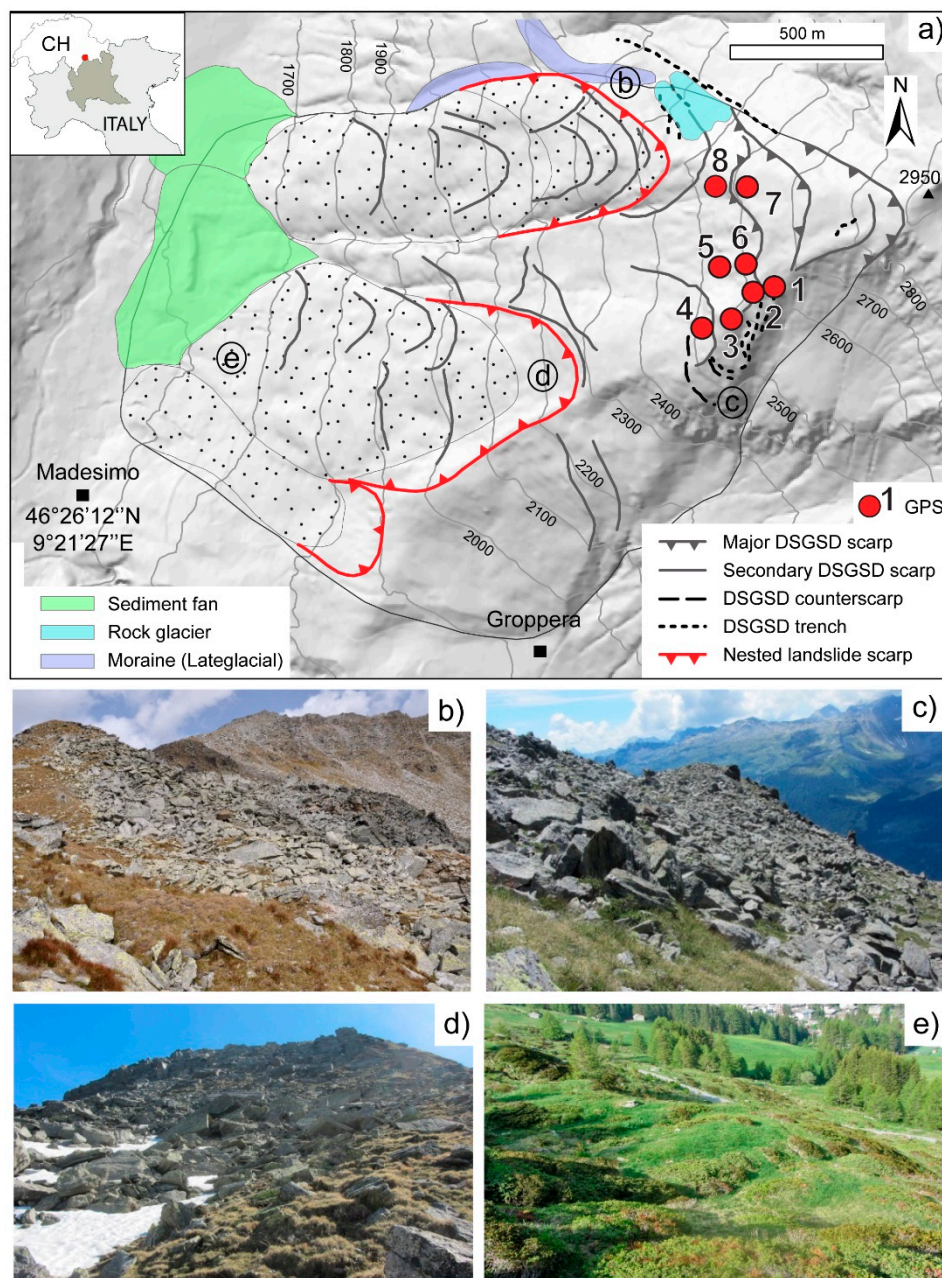 a)
CH
ITALY
1700
1800
1900
500 m
N
b
8
7
2950
5
6
1
4
3
2
2800
2700
2600
2500
2400
2300
2200
2100
2000
c
d
e
Madesimo
46°26'12''N
9°21'27''E
Groppera
1 GPS
Major DSGSD scarp
Secondary DSGSD scarp
DSGSD counterscarp
DSGSD trench
Nested landslide scarp
Sediment fan
Rock glacier
Moraine (Lateglacial)
b)
c)
d)
e)